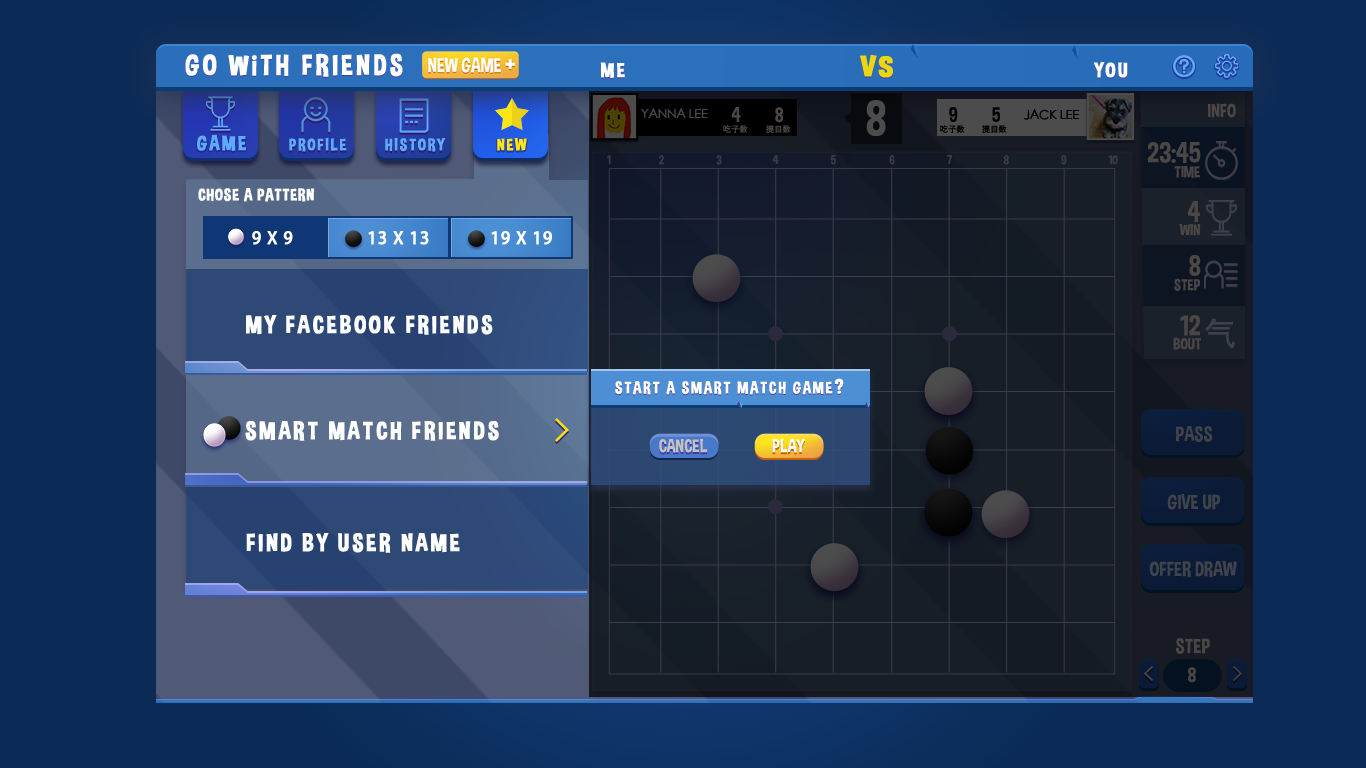 GO WiTH FRIENDS
NEW GAME +
ME
VS
YOU
?
GAME
PROFILE
HISTORY
NEW
YANNA LEE
4
吃子数
8
提目数
8
9
吃子数
5
提目数
JACK LEE
INFO
CHOSE A PATTERN
9 X 9
13 X 13
19 X 19
1 2 3 4 5 6 7 8 9 10
23:45
TIME
4
WIN
8
STEP
12
BOUT
气
MY FACEBOOK FRIENDS
SMART MATCH FRIENDS
FIND BY USER NAME
START A SMART MATCH GAME?
CANCEL
PLAY
PASS
GIVE UP
OFFER DRAW
STEP
8